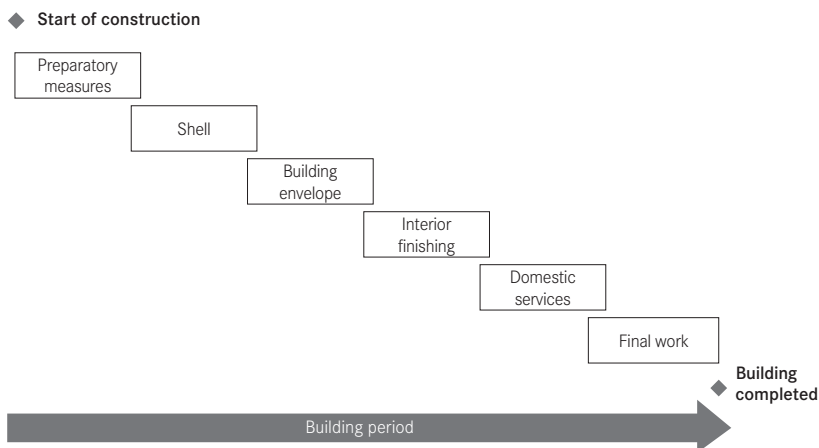 Start of construction
Preparatory
measures
Shell
Building
envelope
Interior
finishing
Domestic
services
Final work
Building
completed
Building period